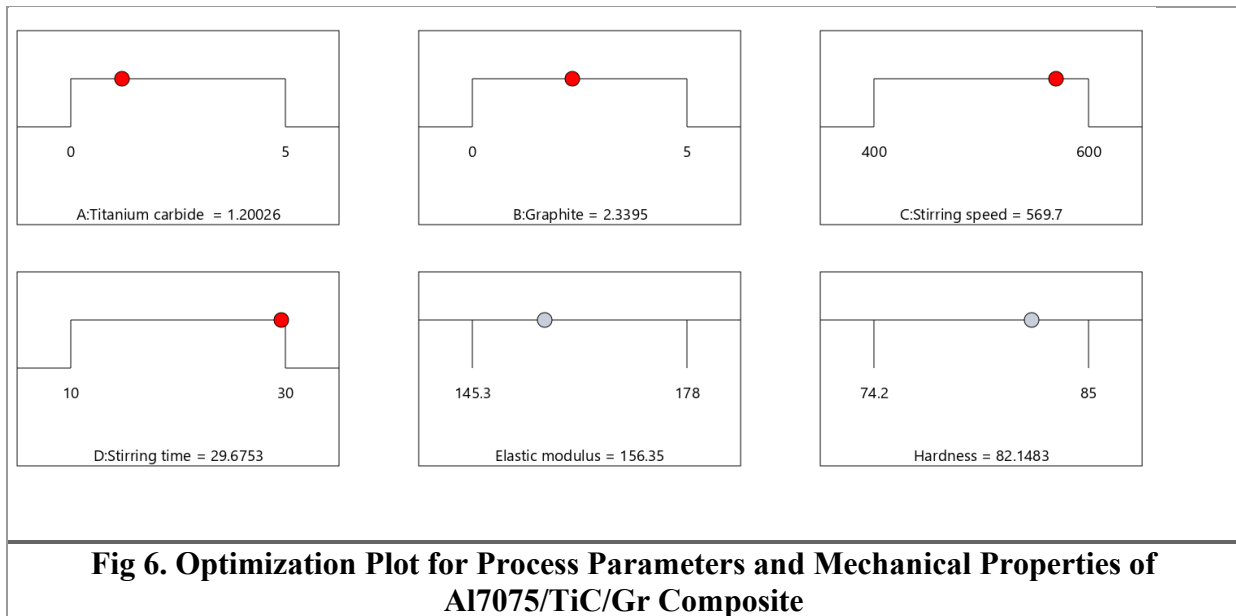 0 5
A:Titanium carbide = 1.20026
0 5
B:Graphite = 2.3395
400 600
C:Stirring speed = 569.7
10 30
D:Stirring time = 29.6753
145.3 178
Elastic modulus = 156.35
74.2 85
Hardness = 82.1483
Fig 6. Optimization Plot for Process Parameters and Mechanical Properties of
Al7075/TiC/Gr Composite